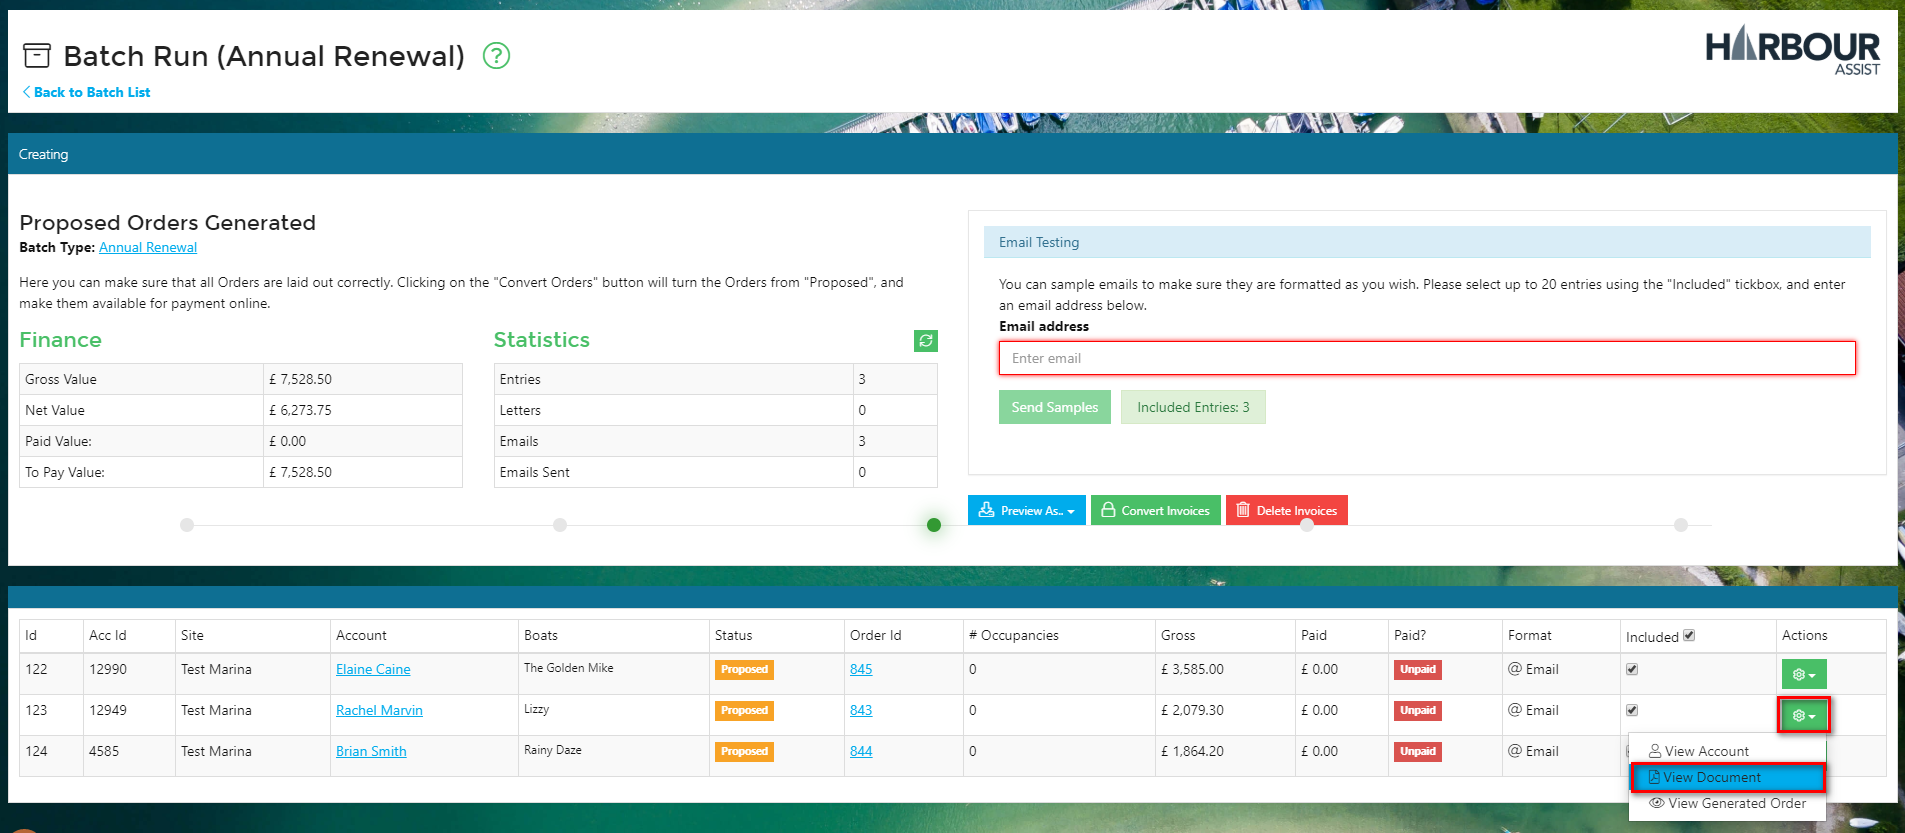 Batch Run (Annual Renewal) ?
HARBOUR
ASSIST
Back to Batch List
Creating
Proposed Orders Generated
Batch Type: Annual Renewal
Here you can make sure that all Orders are laid out correctly. Clicking on the "Convert Orders" button will turn the Orders from "Proposed", and
make them available for payment online.
Finance
Gross Value £ 7,528.50
Net Value £ 6,273.75
Paid Value: £ 0.00
To Pay Value: £ 7,528.50
Statistics
Entries 3
Letters 0
Emails 3
Emails Sent 0
Email Testing
You can sample emails to make sure they are formatted as you wish. Please select up to 20 entries using the "Included" tickbox, and enter
an email address below.
Email address
Enter email
Send Samples Included Entries: 3
Preview As.. Convert Invoices Delete Invoices
Id Acc Id Site Account Boats Status Order Id # Occupancies Gross Paid Paid? Format Included Actions
122 12990 Test Marina Elaine Caine The Golden Mike Proposed 845 0 £ 3,585.00 £ 0.00 Unpaid @ Email
123 12949 Test Marina Rachel Marvin Lizzy Proposed 843 0 £ 2,079.30 £ 0.00 Unpaid @ Email
124 4585 Test Marina Brian Smith Rainy Daze Proposed 844 0 £ 1,864.20 £ 0.00 Unpaid @ Email
View Account
View Document
View Generated Order